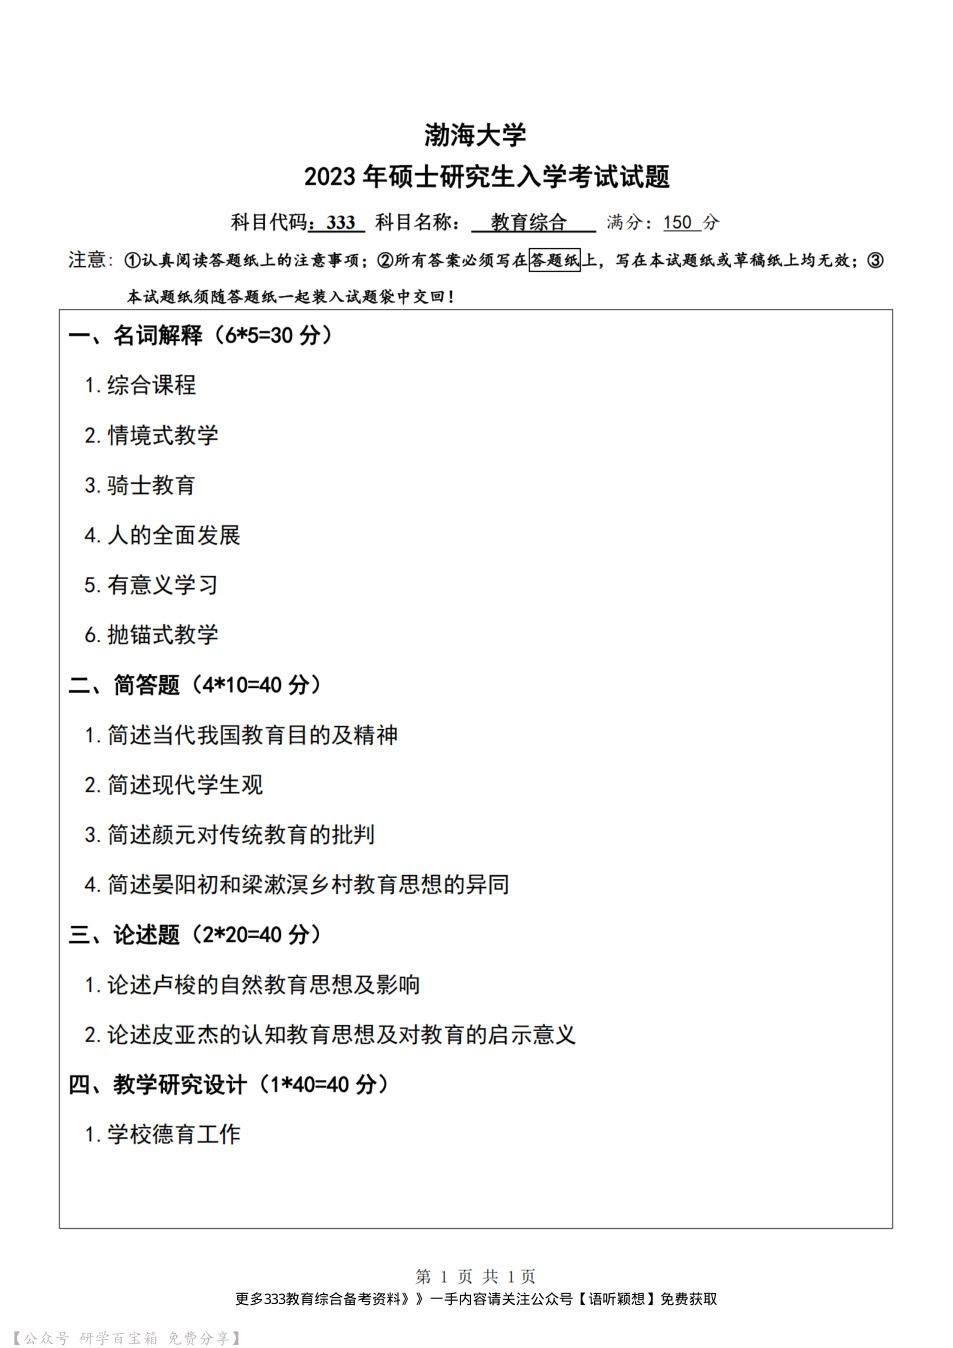 渤海大学
2023 年硕士研究生入学考试试题
科目代码：333 科目名称： 教育综合 满分：150 分
注意：①认真阅读答题纸上的注意事项；②所有答案必须写在答题纸上，写在本试题纸或草稿纸上均无效；③
本试题纸须随答题纸一起装入试题袋中交回！
一、名词解释（6*5=30 分）
1.综合课程
2.情境式教学
3.骑士教育
4.人的全面发展
5.有意义学习
6.抛锚式教学
二、简答题（4*10=40 分）
1.简述当代我国教育目的及精神
2.简述现代学生观
3.简述颜元对传统教育的批判
4.简述晏阳初和梁漱溟乡村教育思想的异同
三、论述题（2*20=40 分）
1.论述卢梭的自然教育思想及影响
2.论述皮亚杰的认知教育思想及对教育的启示意义
四、教学研究设计（1*40=40 分）
1.学校德育工作
第 1 页 共 1 页
更多333教育综合备考资料》》一手内容请关注公众号【语听颖想】免费获取
【公众号 研学百宝箱 免费分享】